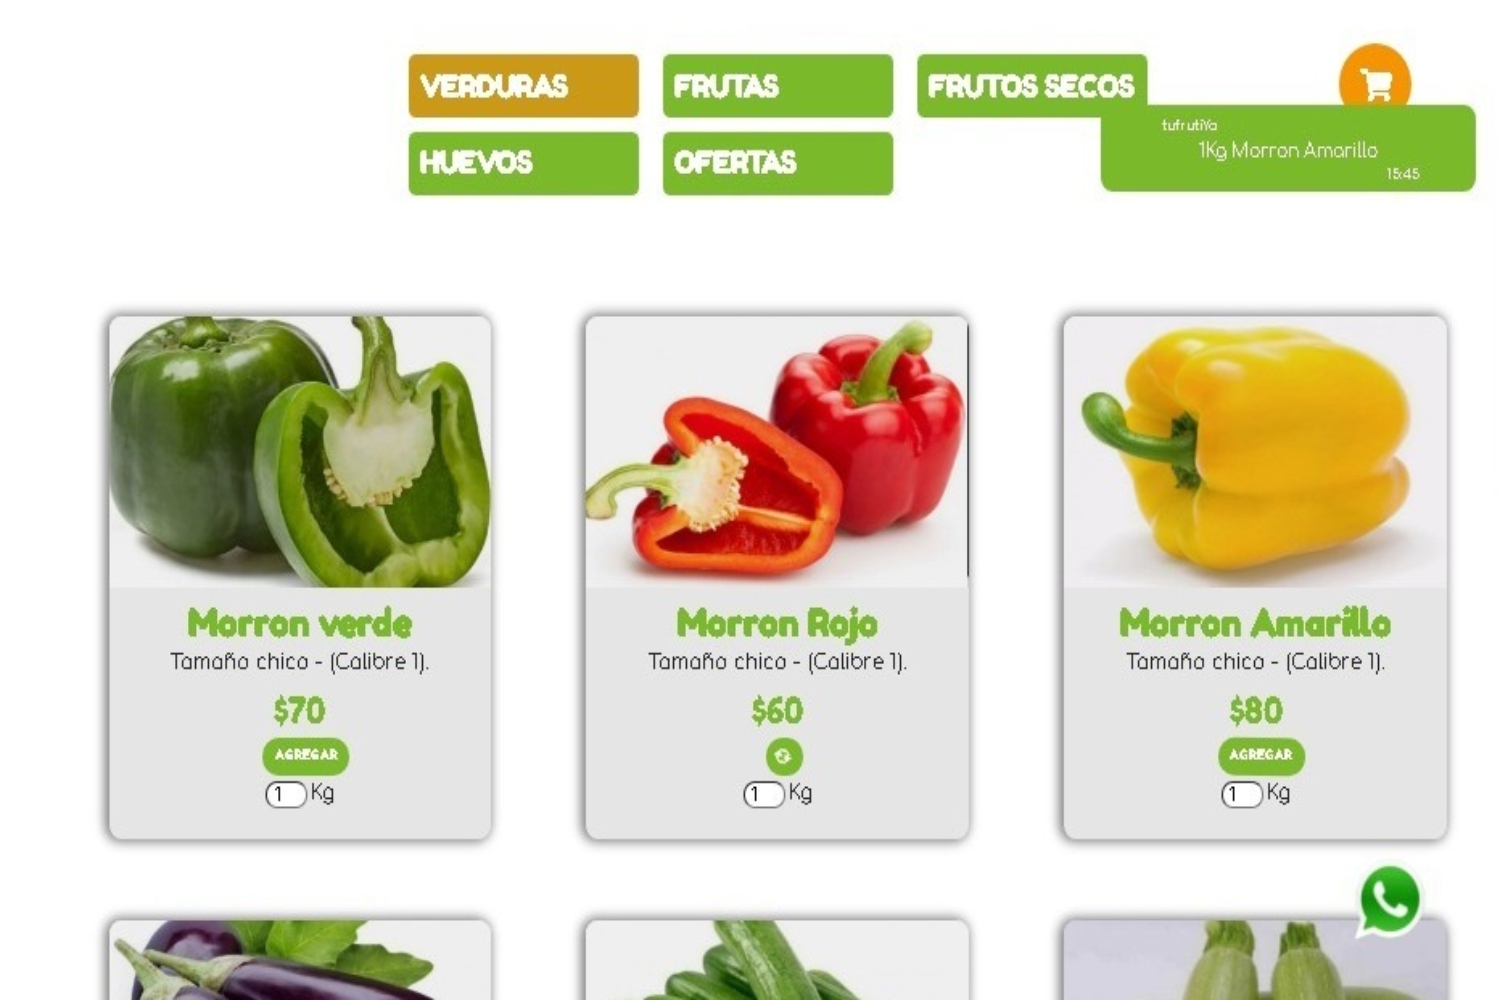 VERDURAS
FRUTAS
FRUTOS SECOS
HUEVOS
OFERTAS
tufrutiYa
1Kg Morron Amarillo
15:45
Morron verde
Tamaño chico - (Calibre 1).
$70
AGREGAR
1 Kg
Morron Rojo
Tamaño chico - (Calibre 1).
$60
1 Kg
Morron Amarillo
Tamaño chico - (Calibre 1).
$80
AGREGAR
1 Kg